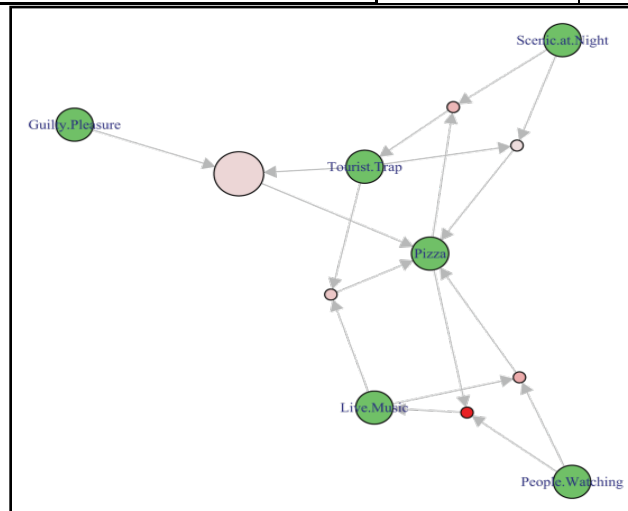 Scenic.at.Night
Guilty.Pleasure
Tourist.Trap
Pizza
Live.Music
People.Watching